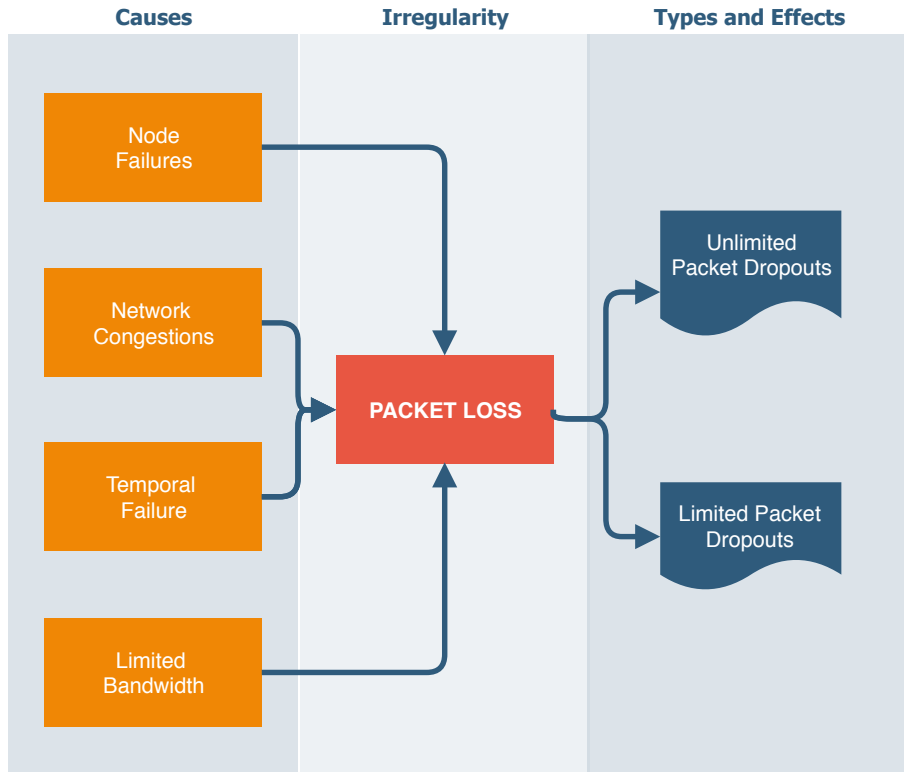 Causes
Irregularity
Types and Effects
Node
Failures
Network
Congestions
Temporal
Failure
Limited
Bandwidth
PACKET LOSS
Unlimited
Packet Dropouts
Limited Packet
Dropouts